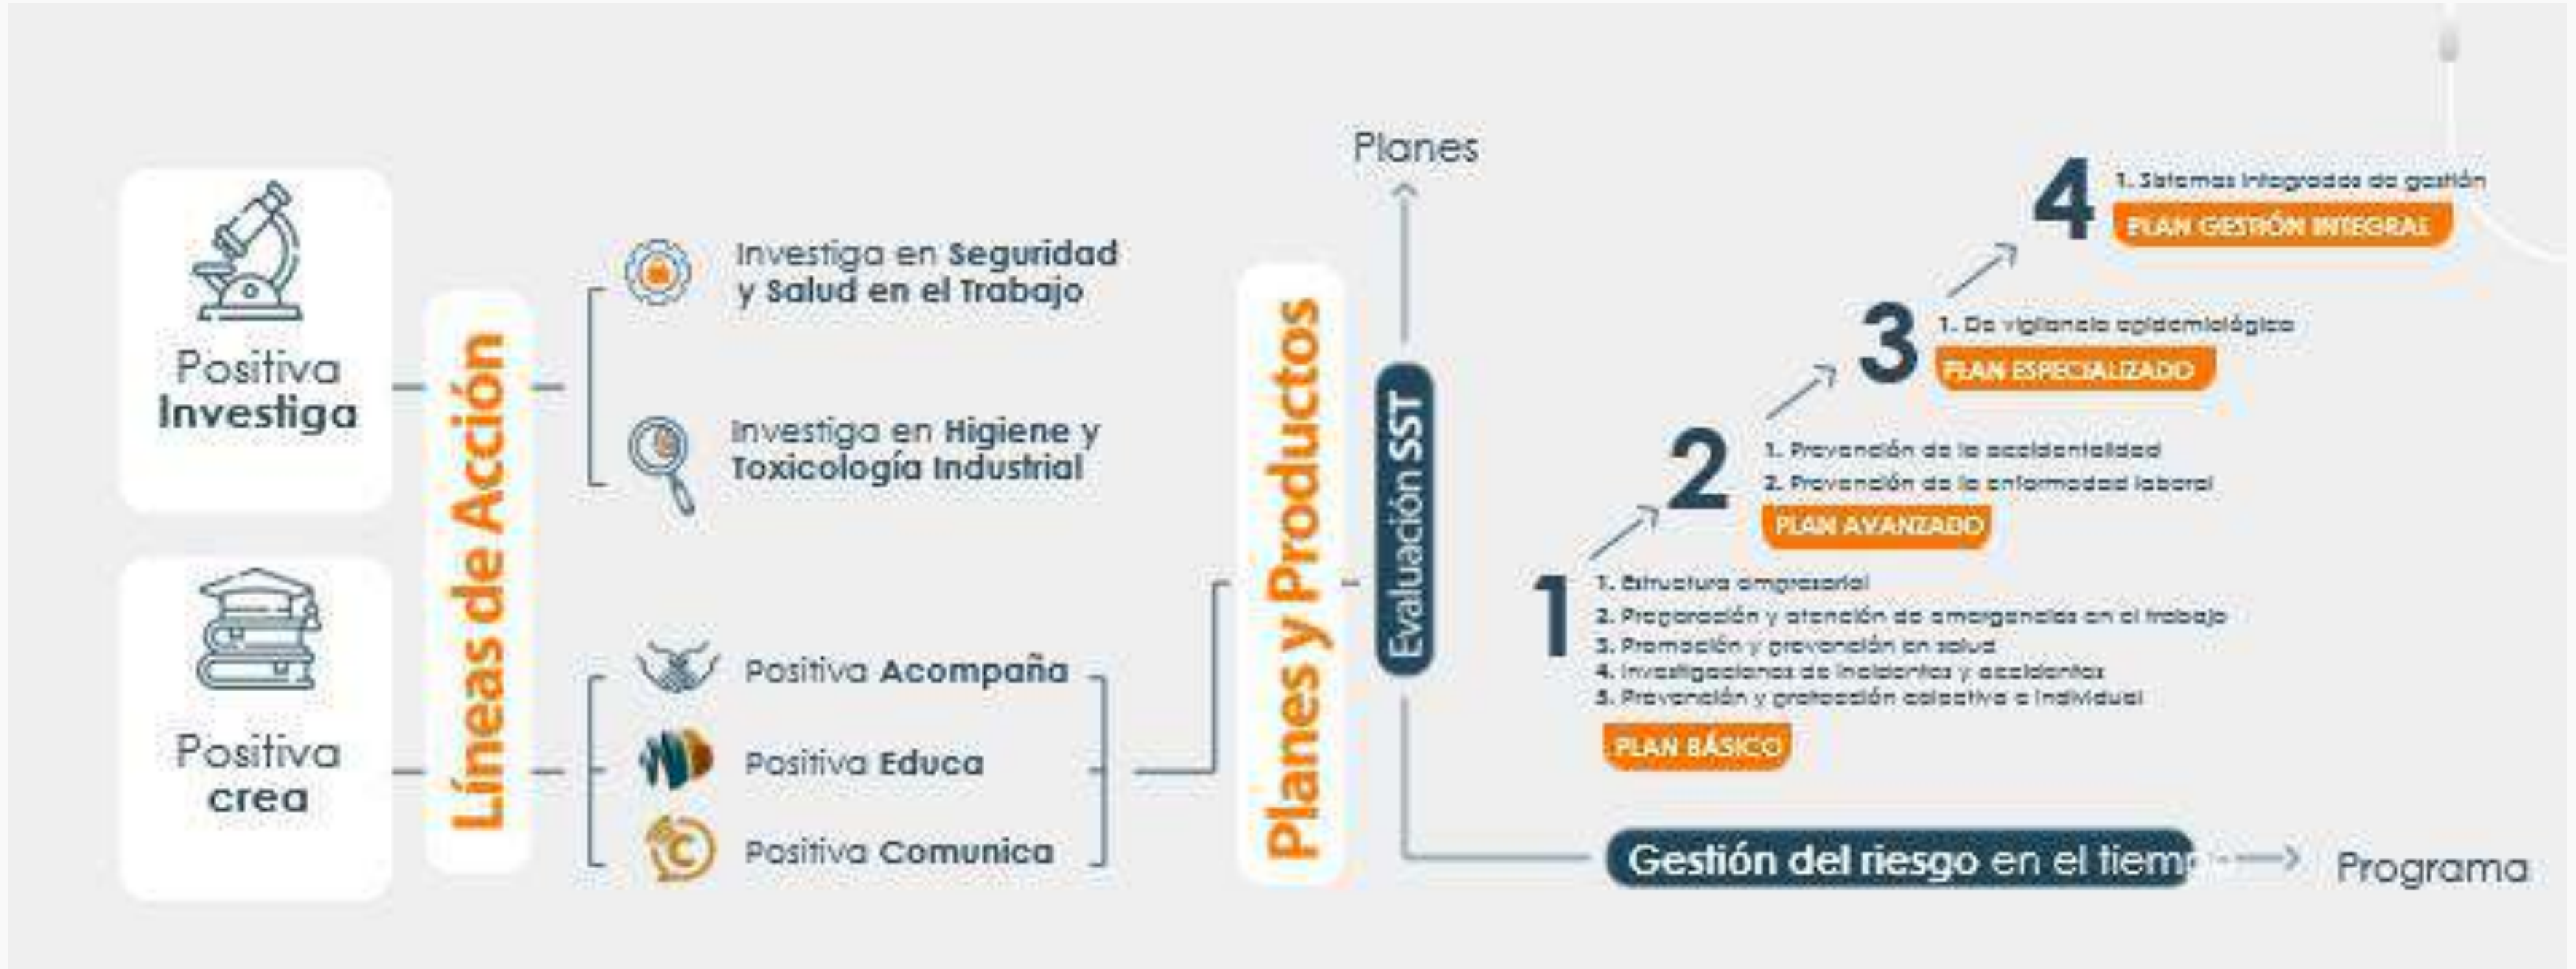 Positiva
Investiga
Positiva
crea
Líneas de Acción
Investiga en Seguridad
y Salud en el Trabajo
Investiga en Higiene y
Toxicología Industrial
Positiva Acompaña
Positiva Educa
Positiva Comunica
Planes y Productos
Planes
Evaluación SST
4
1. Sistemas integrados de gestión
PLAN GESTIÓN INTEGRAL
3
1. De vigilancia epidemiológica
PLAN ESPECIALIZADO
2
1. Prevención de la accidentalidad
2. Prevención de la enfermedad laboral
PLAN AVANZADO
1
1. Estructura empresarial
2. Preparación y atención de emergencias en el trabajo
3. Promoción y prevención en salud
4. Investigaciones de incidentes y accidentes
5. Prevención y protección colectiva e individual
PLAN BÁSICO
Gestión del riesgo en el tiempo
Programa